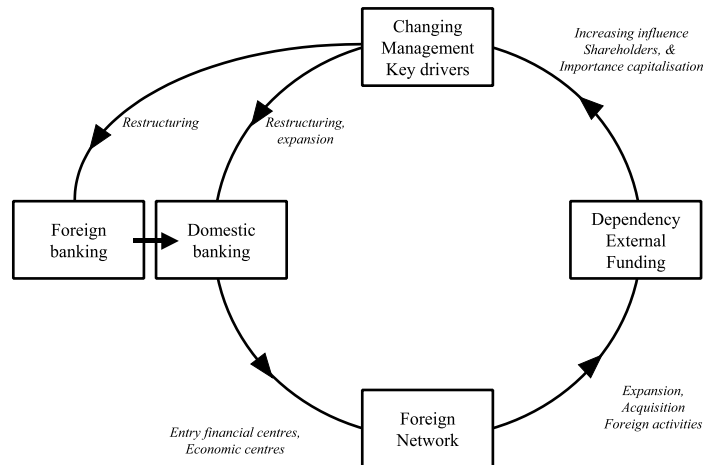 Changing
Management
Key drivers
Increasing influence
Shareholders, &
Importance capitalisation
Restructuring
Restructuring,
expansion
Foreign
banking
Domestic
banking
Dependency
External
Funding
Expansion,
Acquisition
Foreign activities
Foreign
Network
Entry financial centres,
Economic centres